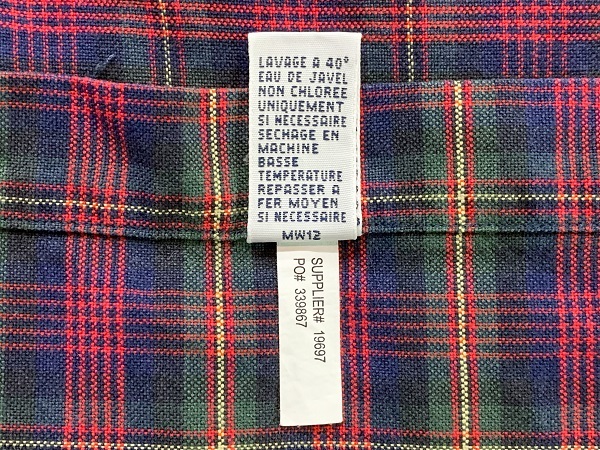 LAVAGE A 40°
EAU DE JAVEL
NON CHLOREE
UNIQUEMENT
SI NECESSAIRE
SECHAGE EN
MACHINE
BASSE
TEMPERATURE
REPASSER A
FER MOYEN
SI NECESSAIRE
MW12
SUPPLIER# 19697
PO# 339867